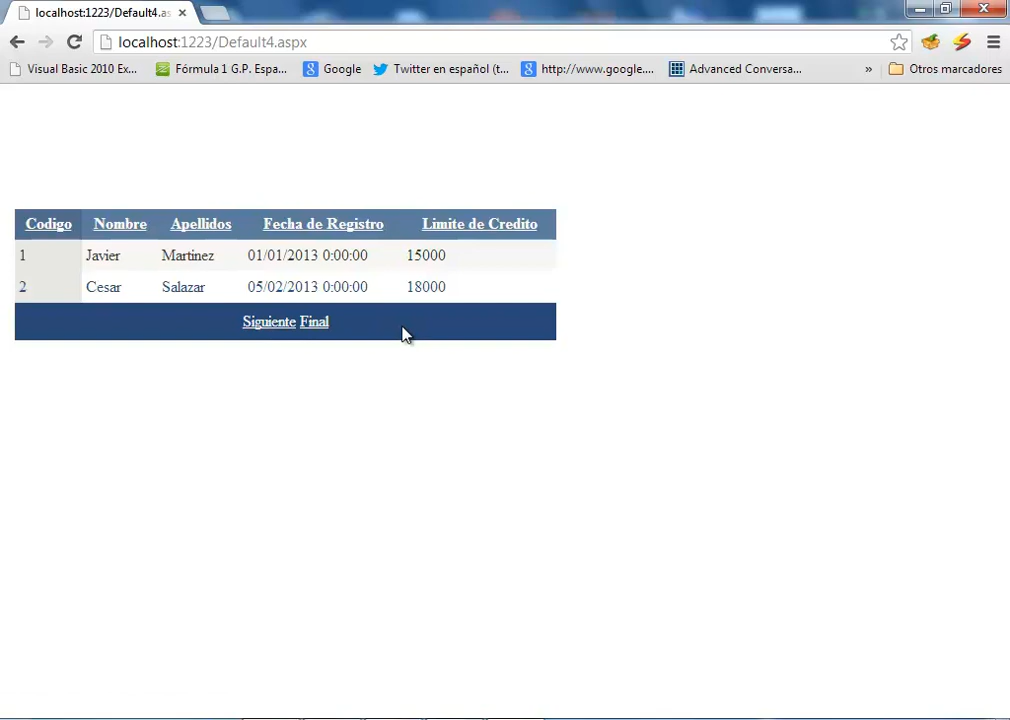 localhost:1223/Default4.as
localhost:1223/Default4.aspx
Visual Basic 2010 Ex... Fórmula 1 G.P. Espa... Google Twitter en español (t... http://www.google.... Advanced Conversa... » Otros marcadores
Codigo Nombre Apellidos Fecha de Registro Limite de Credito
1 Javier Martinez 01/01/2013 0:00:00 15000
2 Cesar Salazar 05/02/2013 0:00:00 18000
Siguiente Final